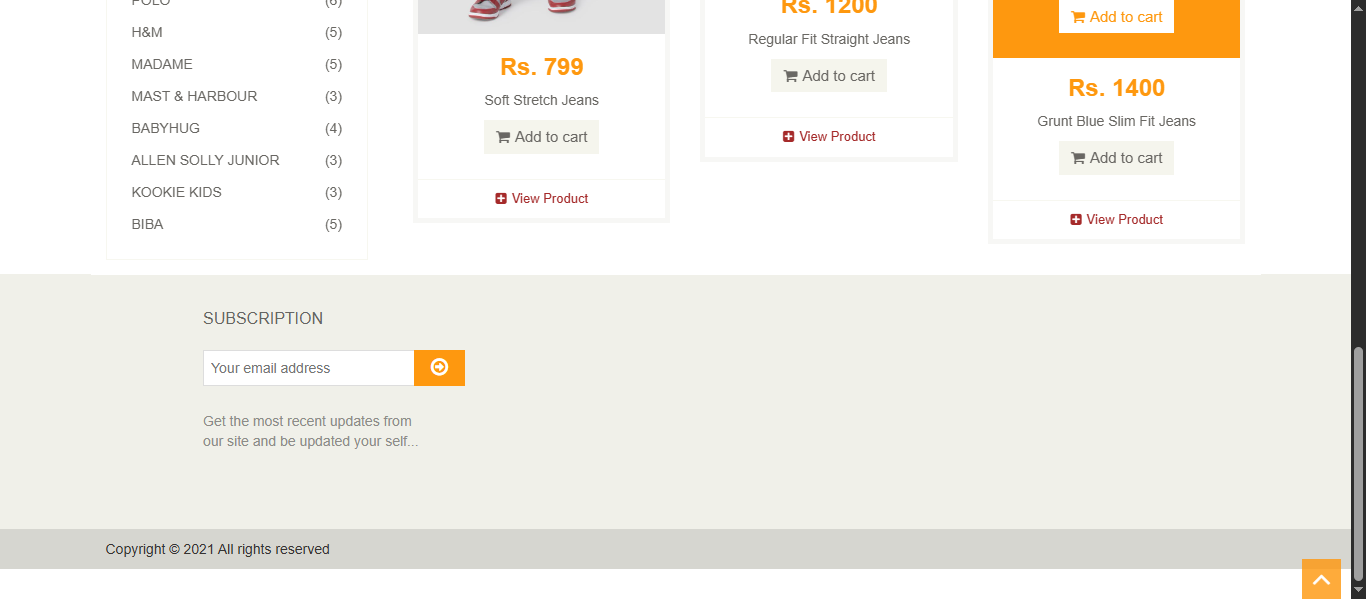 POLO (6)
H&M (5)
MADAME (5)
MAST & HARBOUR (3)
BABYHUG (4)
ALLEN SOLLY JUNIOR (3)
KOOKIE KIDS (3)
BIBA (5)
Rs. 799
Soft Stretch Jeans
Add to cart
View Product
Rs. 1200
Regular Fit Straight Jeans
Add to cart
View Product
Add to cart
Rs. 1400
Grunt Blue Slim Fit Jeans
Add to cart
View Product
SUBSCRIPTION
Your email address
Get the most recent updates from
our site and be updated your self...
Copyright © 2021 All rights reserved